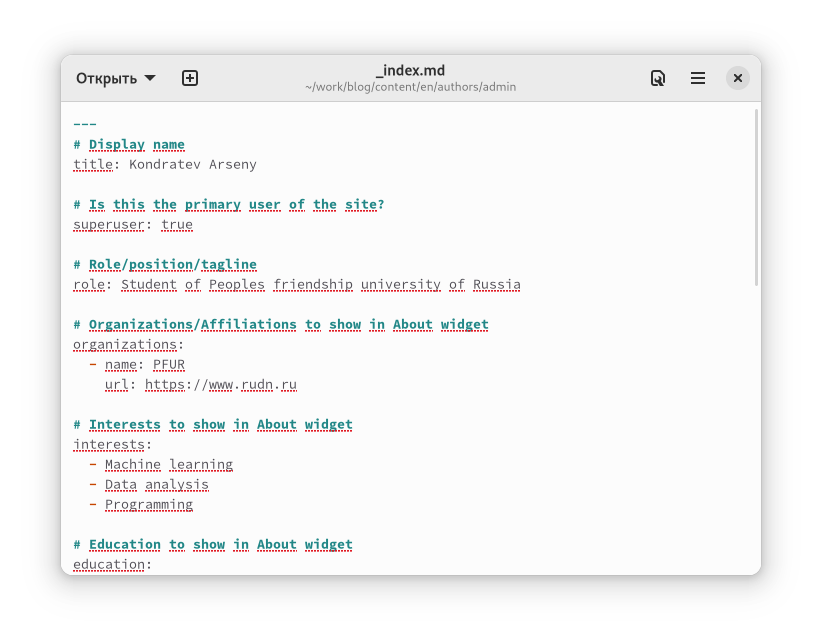 Открыть
_index.md
~/work/blog/content/en/authors/admin
---
# Display name
title: Kondratev Arseny
# Is this the primary user of the site?
superuser: true
# Role/position/tagline
role: Student of Peoples friendship university of Russia
# Organizations/Affiliations to show in About widget
organizations:
- name: PFUR
url: https://www.rudn.ru
# Interests to show in About widget
interests:
- Machine learning
- Data analysis
- Programming
# Education to show in About widget
education: